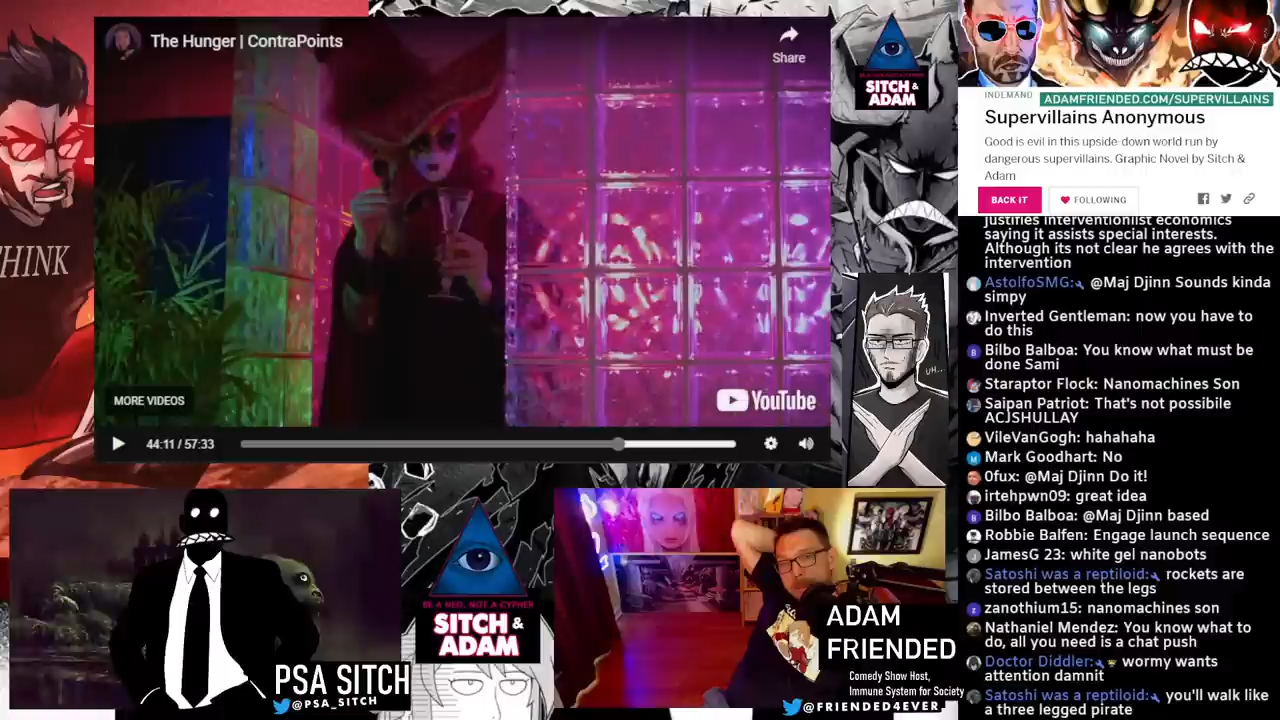 The Hunger | ContraPoints
Share
MORE VIDEOS
YouTube
44:11 / 57:33
THINK
SITCH &
ADAM
UH..
INDEMAND
ADAMFRIENDED.COM/SUPERVILLAINS
Supervillains Anonymous
Good is evil in this upside-down world run by
dangerous supervillains. Graphic Novel by Sitch &
Adam
BACK IT
FOLLOWING
justifies interventionlist economics
saying it assists special interests.
Although its not clear he agrees with the
intervention
AstolfoSMG: @Maj Djinn Sounds kinda
simpy
Inverted Gentleman: now you have to
do this
Bilbo Balboa: You know what must be
done Sami
Staraptor Flock: Nanomachines Son
Saipan Patriot: That's not possibile
ACJSHULLAY
VileVanGogh: hahahaha
Mark Goodhart: No
0fux: @Maj Djinn Do it!
irtehpwn09: great idea
Bilbo Balboa: @Maj Djinn based
Robbie Balfen: Engage launch sequence
JamesG 23: white gel nanobots
Satoshi was a reptiloid: rockets are
stored between the legs
zanothium15: nanomachines son
Nathaniel Mendez: You know what to
do, all you need is a chat push
Doctor Diddler: wormy wants
attention damnit
Satoshi was a reptiloid: you'll walk like
a three legged pirate
PSA SITCH
@PSA_SITCH
BE A NEO, NOT A CYPHER
SITCH &
ADAM
ADAM
FRIENDED
Comedy Show Host,
Immune System for Society
@FRIENDED4EVER